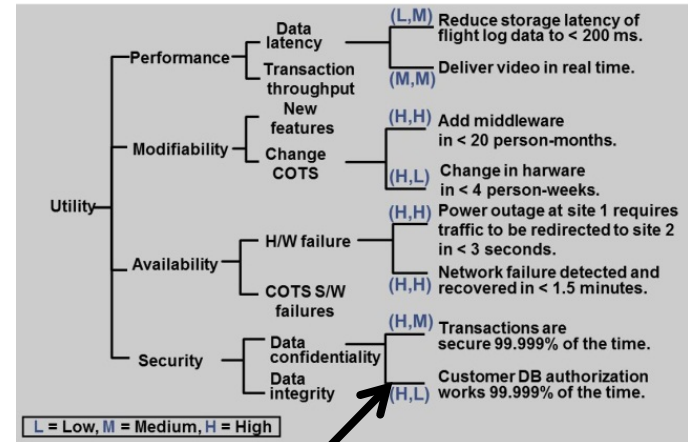 Utility
Performance
Data
latency
(L,M) Reduce storage latency of
flight log data to < 200 ms.
(M,M) Deliver video in real time.
Transaction
throughput
Modifiability
New
features
Change
COTS
(H,H) Add middleware
in < 20 person-months.
(H,L) Change in harware
in < 4 person-weeks.
Availability
H/W failure
(H,H) Power outage at site 1 requires
traffic to be redirected to site 2
in < 3 seconds.
(H,H) Network failure detected and
recovered in < 1.5 minutes.
COTS S/W
failures
Security
Data
confidentiality
(H,M) Transactions are
secure 99.999% of the time.
(H,L) Customer DB authorization
works 99.999% of the time.
Data
integrity
L = Low, M = Medium, H = High